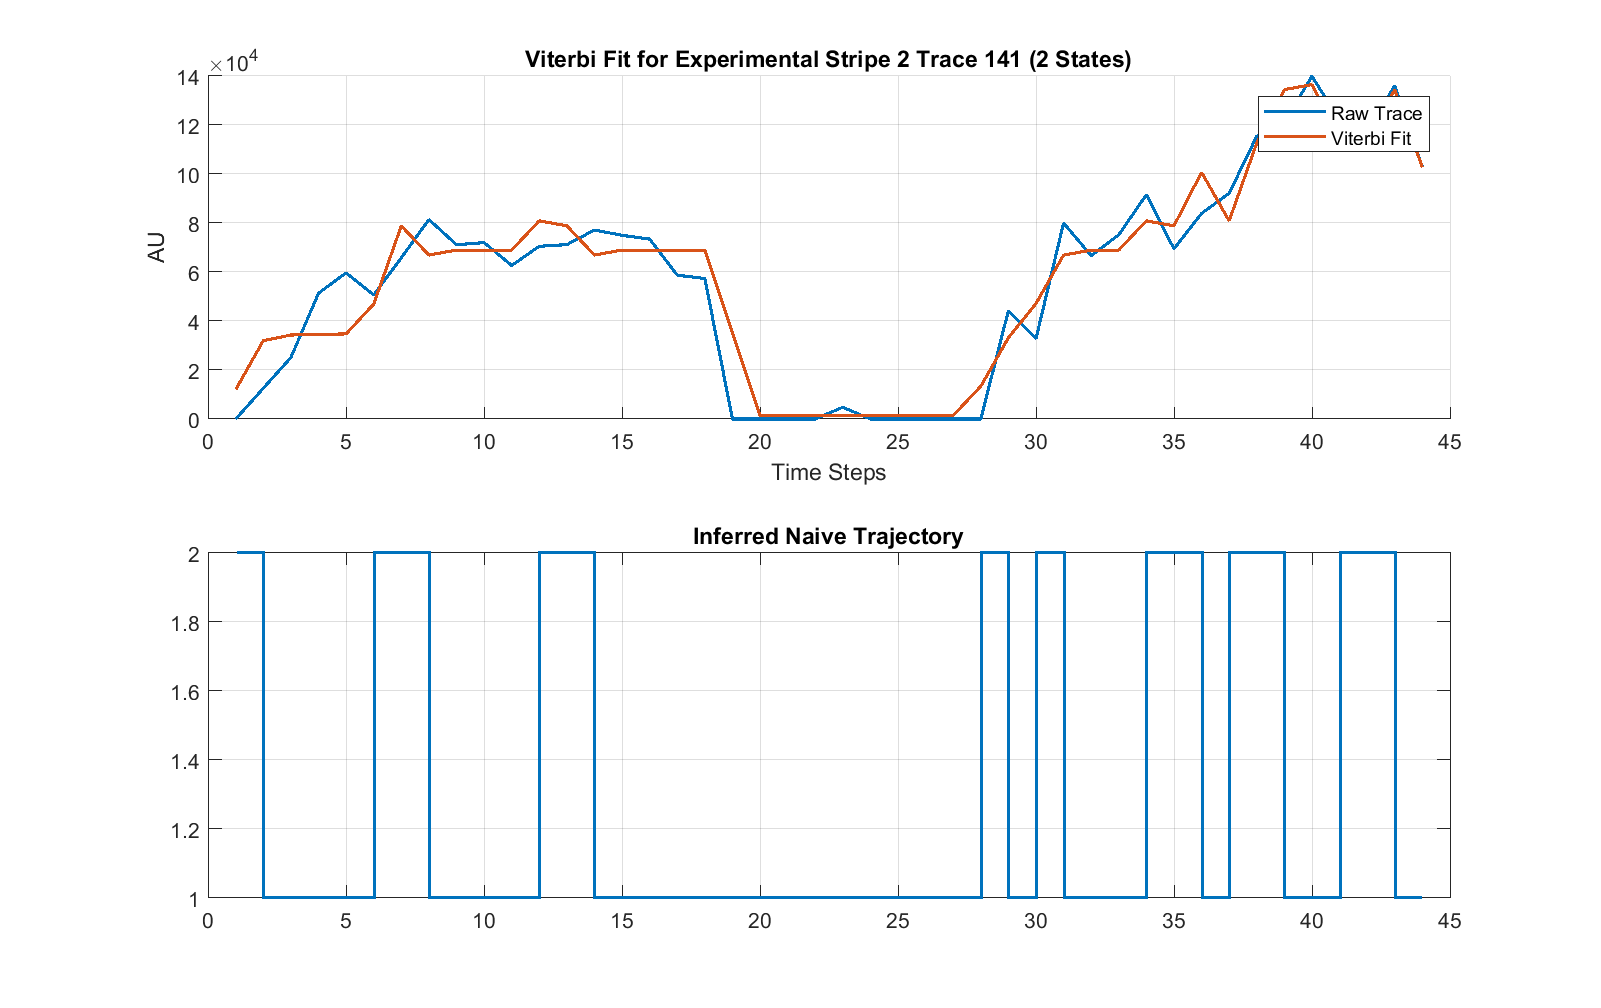 Viterbi Fit for Experimental Stripe 2 Trace 141 (2 States)
×10^4
14
12
10
8
6
4
2
0
AU
Raw Trace
Viterbi Fit
0 5 10 15 20 25 30 35 40 45
Time Steps
Inferred Naive Trajectory
2
1.8
1.6
1.4
1.2
1
0 5 10 15 20 25 30 35 40 45